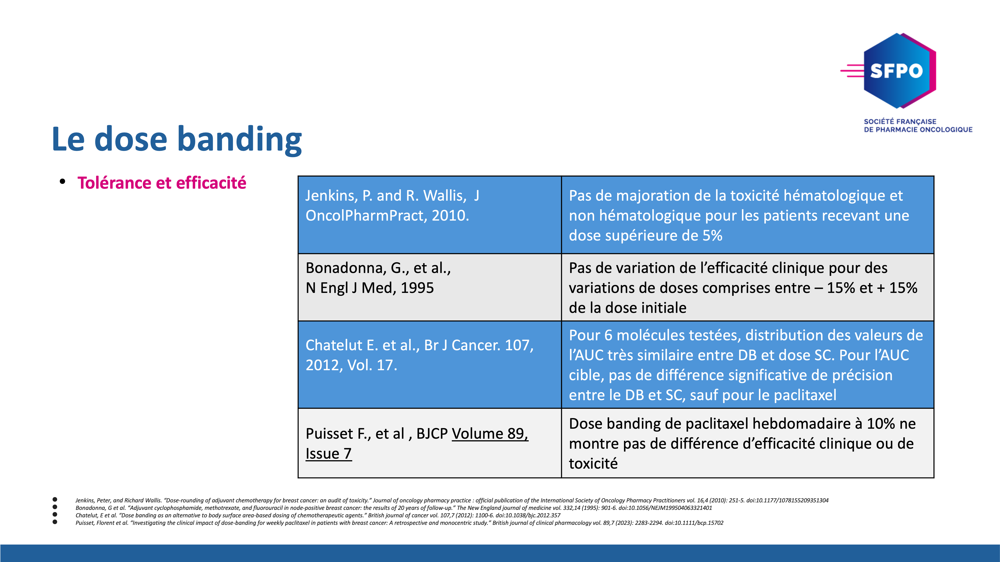 SFPO
SOCIÉTÉ FRANÇAISE
DE PHARMACIE ONCOLOGIQUE
Le dose banding
• Tolérance et efficacité
Jenkins, P. and R. Wallis,  J
OncolPharmPract, 2010.
Pas de majoration de la toxicité hématologique et
non hématologique pour les patients recevant une
dose supérieure de 5%
Bonadonna, G., et al.,
N Engl J Med, 1995
Pas de variation de l’efficacité clinique pour des
variations de doses comprises entre – 15% et + 15%
de la dose initiale
Chatelut E. et al., Br J Cancer. 107,
2012, Vol. 17.
Pour 6 molécules testées, distribution des valeurs de
l’AUC très similaire entre DB et dose SC. Pour l’AUC
cible, pas de différence significative de précision
entre le DB et SC, sauf pour le paclitaxel
Puisset F., et al , BJCP Volume 89,
Issue 7
Dose banding de paclitaxel hebdomadaire à 10% ne
montre pas de différence d’efficacité clinique ou de
toxicité
• Jenkins, Peter, and Richard Wallis. “Dose-rounding of adjuvant chemotherapy for breast cancer: an audit of toxicity.” Journal of oncology pharmacy practice : official publication of the International Society of Oncology Pharmacy Practitioners vol. 16,4 (2010): 251-5. doi:10.1177/1078155209351304
• Bonadonna, G et al. “Adjuvant cyclophosphamide, methotrexate, and fluorouracil in node-positive breast cancer: the results of 20 years of follow-up.” The New England journal of medicine vol. 332,14 (1995): 901-6. doi:10.1056/NEJM199504063321401
• Chatelut, E et al. “Dose banding as an alternative to body surface area-based dosing of chemotherapeutic agents.” British journal of cancer vol. 107,7 (2012): 1100-6. doi:10.1038/bjc.2012.357
• Puisset, Florent et al. “Investigating the clinical impact of dose-banding for weekly paclitaxel in patients with breast cancer: A retrospective and monocentric study.” British journal of clinical pharmacology vol. 89,7 (2023): 2283-2294. doi:10.1111/bcp.15702